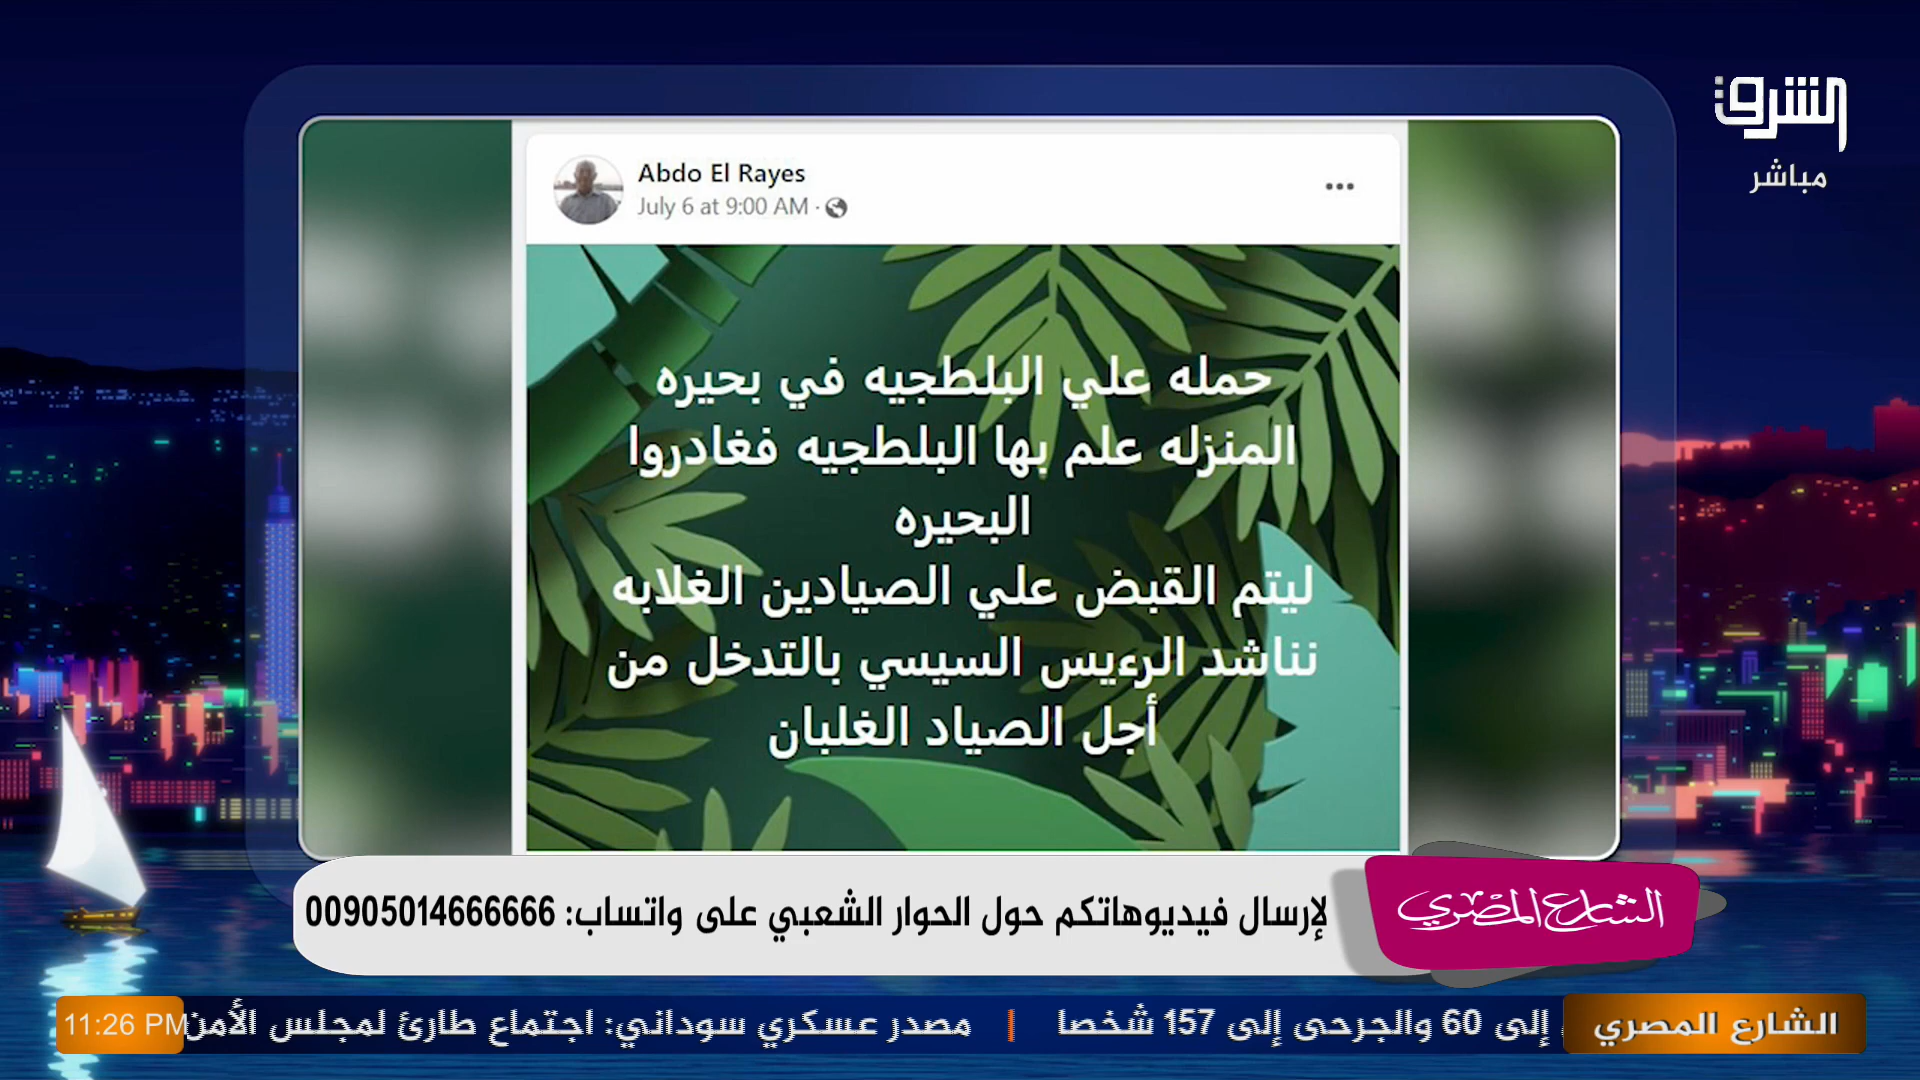 الشرق
مباشر
Abdo El Rayes
July 6 at 9:00 AM ·
حمله علي البلطجيه في بحيره
المنزله علم بها البلطجيه فغادروا
البحيره
ليتم القبض علي الصيادين الغلابه
نناشد الرءيس السيسي بالتدخل من
أجل الصياد الغلبان
الشارع المصري
لإرسال فيديوهاتكم حول الحوار الشعبي على واتساب: 00905014666666
الشارع المصري
إلى 60 والجرحى إلى 157 شخصا | مصدر عسكري سوداني: اجتماع طارئ لمجلس الأمن
11:26 PM